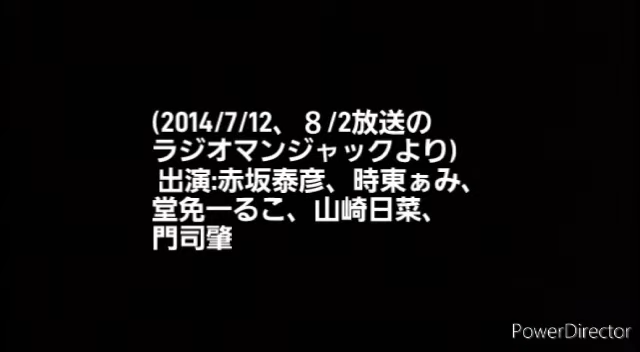 (2014/7/12、８/2放送の
ラジオマンジャックより)
出演:赤坂泰彦、時東ぁみ、
堂免一るこ、山崎日菜、
門司肇
PowerDirector